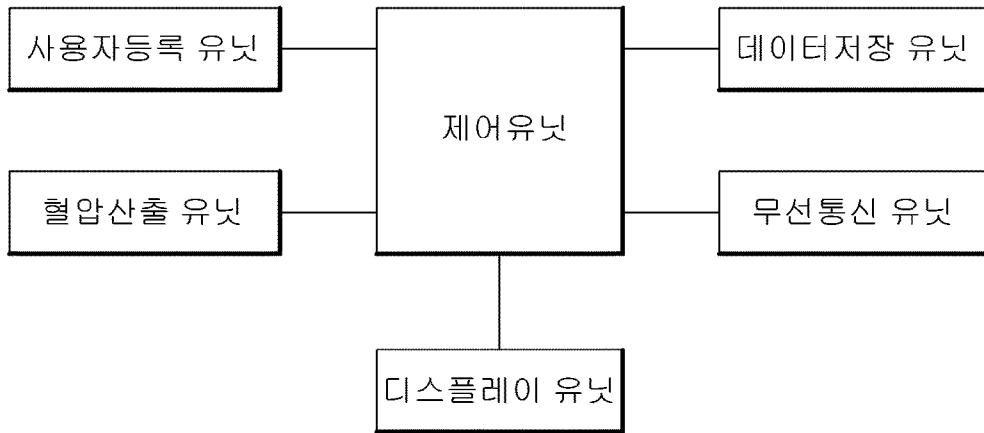 사용자등록 유닛
데이터저장 유닛
제어유닛
혈압산출 유닛
무선통신 유닛
디스플레이 유닛